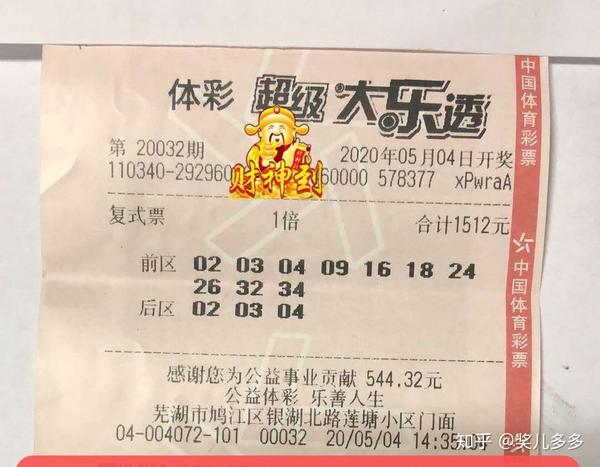 体彩 超级大乐透
第 20032期 2020年05月04日开奖
110340-292960 60000 578377 xPwraA
财神到
复式票 1倍 合计1512元
前区 02 03 04 09 16 18 24
26 32 34
后区 02 03 04
感谢您为公益事业贡献 544.32元
公益体彩 乐善人生
芜湖市鸠江区银湖北路莲塘小区门面
04-004072-101 00032 20/05/04 14:35:04
中国体育彩票
中国体育彩票
知乎 @奖儿多多